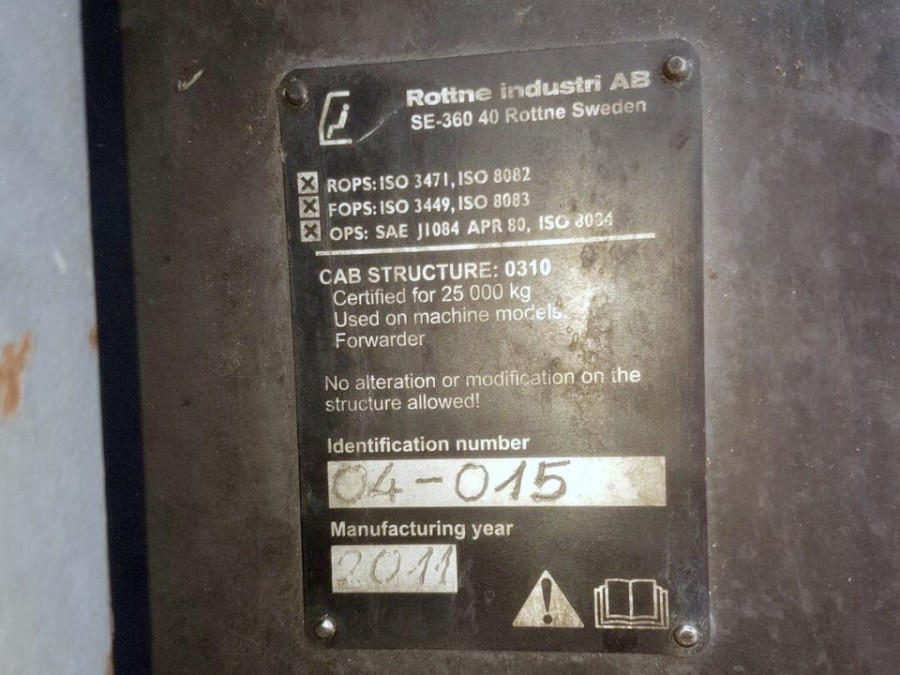 Rottne Industri AB
SE-360 40 Rottne Sweden
ROPS: ISO 3471, ISO 8082
FOPS: ISO 3449, ISO 8083
OPS: SAE J1084 APR 80, ISO 8084
CAB STRUCTURE: 0310
Certified for 25 000 kg
Used on machine models:
Forwarder
No alteration or modification on the
structure allowed!
Identification number
04-015
Manufacturing year
2011